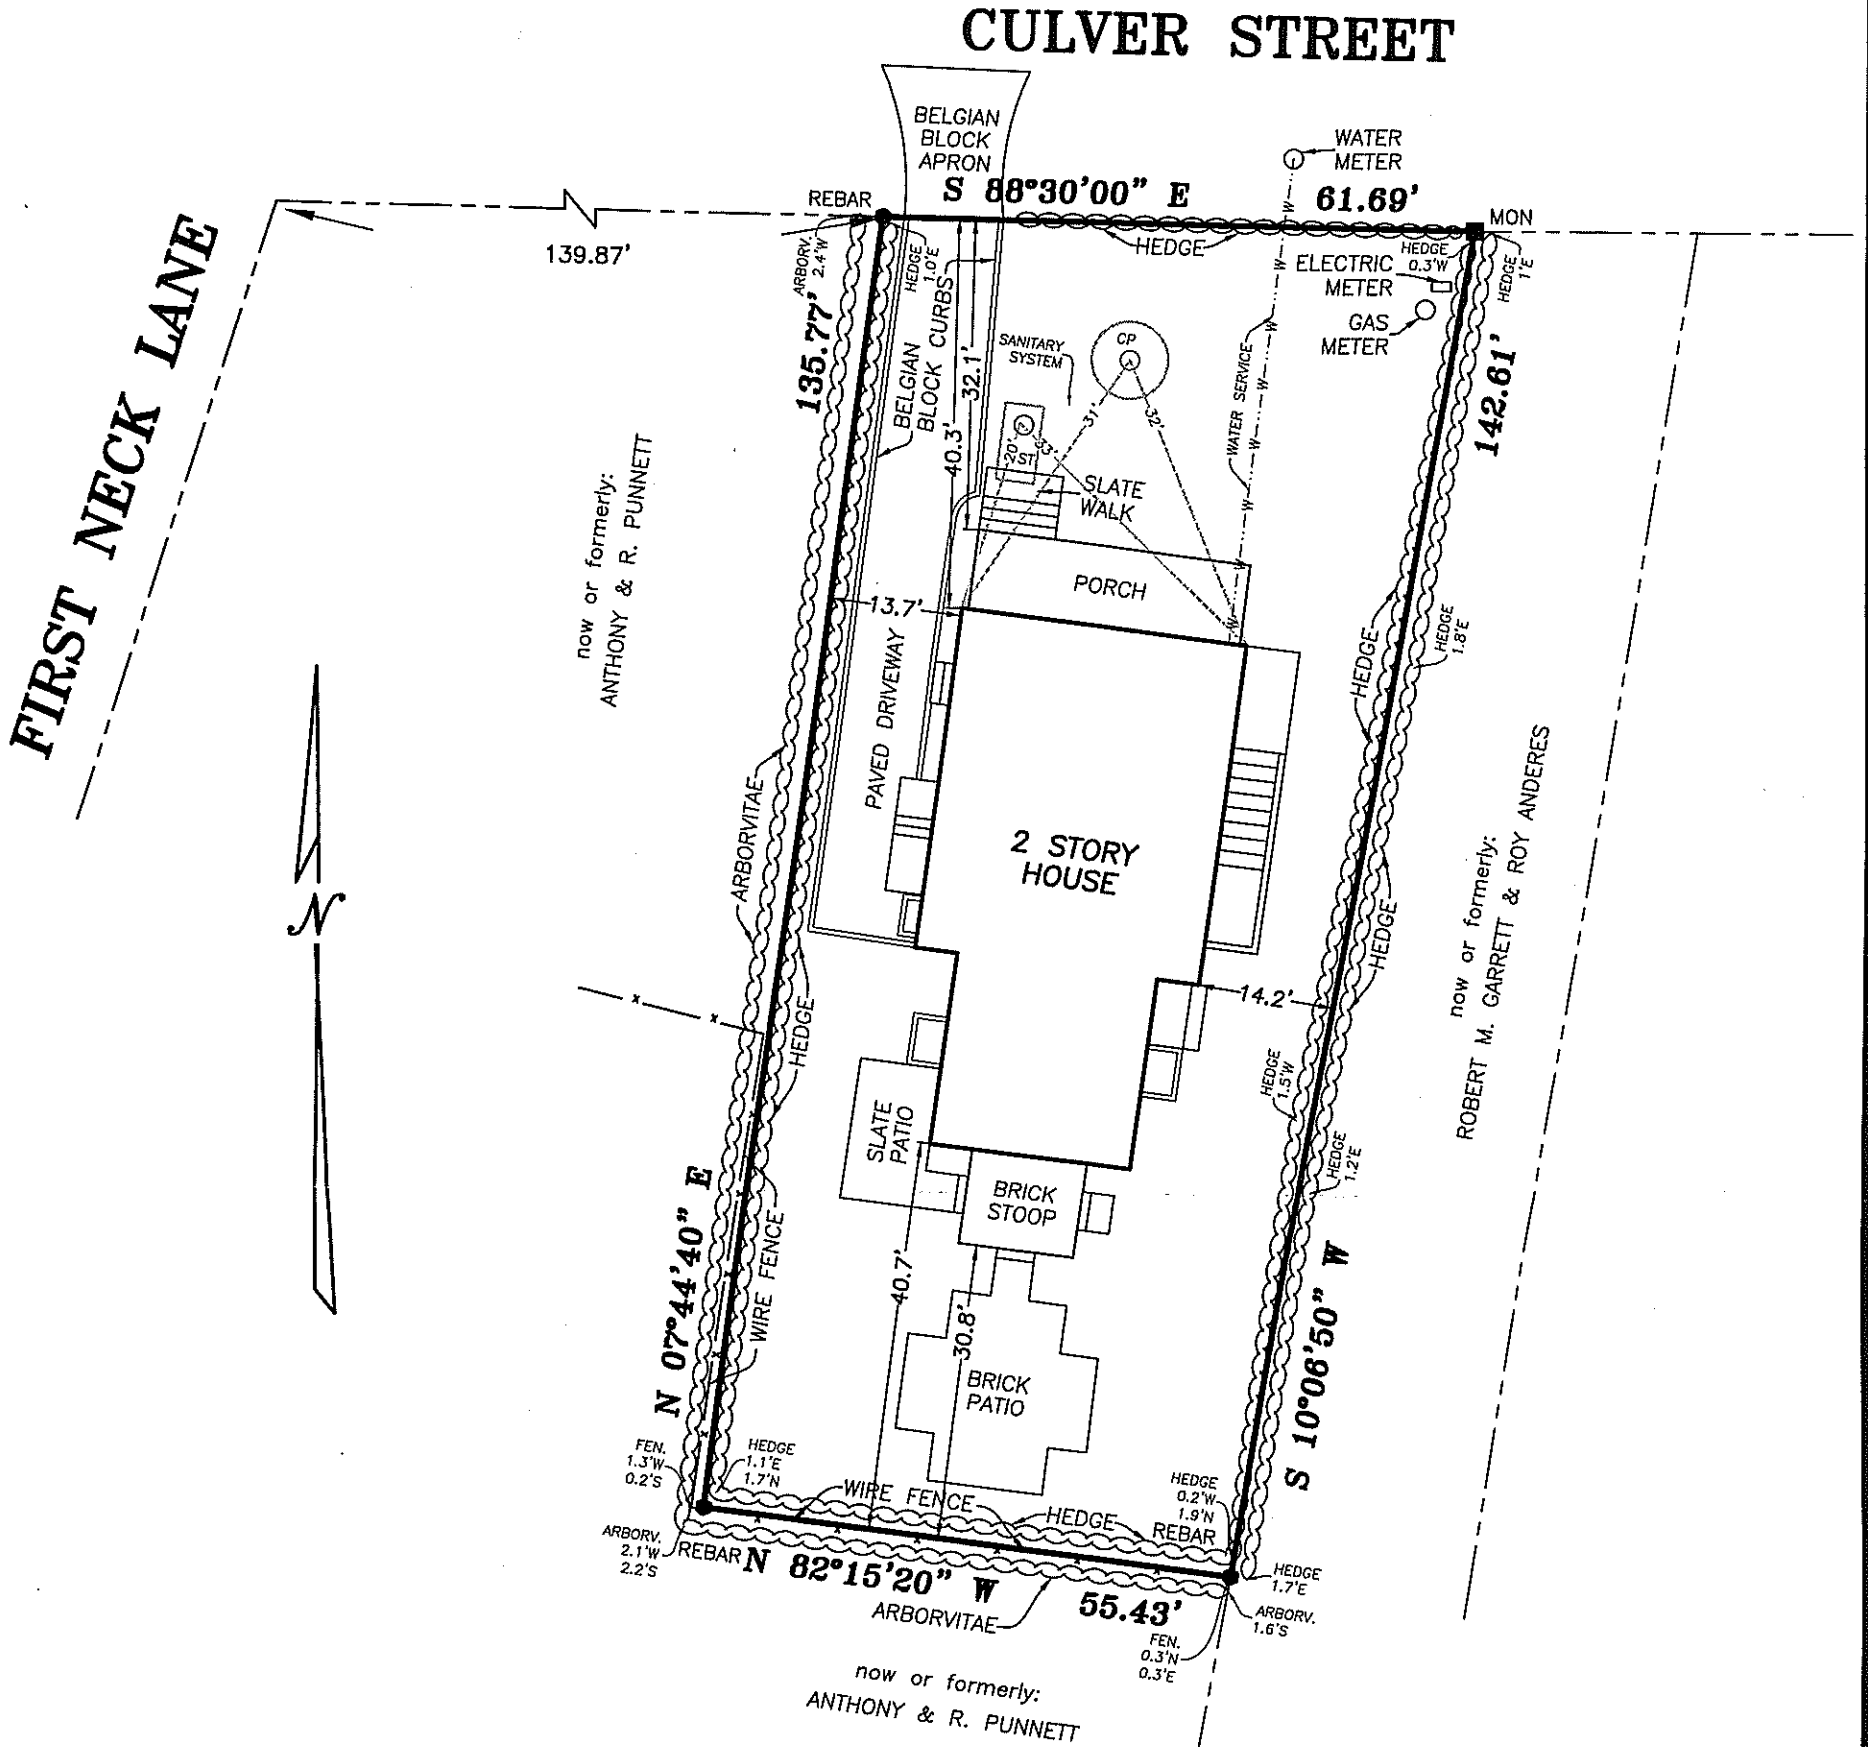 CULVER STREET
BELGIAN
BLOCK
APRON
WATER
METER
REBAR
S 88°30'00" E
61.69'
MON
139.87'
ARBORV.
2.4'W
HEDGE
1.0'E
HEDGE
HEDGE
0.3'W
HEDGE
1'E
ELECTRIC
METER
GAS
METER
FIRST NECK LANE
135.77'
BELGIAN
BLOCK CURBS
40.3'
32.1'
SANITARY
SYSTEM
CP
31'
32'
20'
33'
ST
WATER SERVICE
W
W
W
W
W
W
W
W
W
W
142.61'
SLATE
WALK
now or formerly:
ANTHONY & R. PUNNETT
PORCH
13.7'
PAVED DRIVEWAY
HEDGE
HEDGE
1.8'E
ARBORVITAE
2 STORY
HOUSE
N
HEDGE
now or formerly:
ROBERT M. GARRETT & ROY ANDERES
x
x
HEDGE
14.2'
HEDGE
1.5'W
HEDGE
1.2'E
SLATE
PATIO
BRICK
STOOP
N 07°44'40" E
WIRE FENCE
40.7'
30.8'
BRICK
PATIO
S 10°06'50" W
FEN.
1.3'W
0.2'S
HEDGE
1.1'E
1.7'N
WIRE FENCE
HEDGE
HEDGE
0.2'W
1.9'N
REBAR
ARBORV.
2.1'W
2.2'S
REBAR
N 82°15'20" W
55.43'
HEDGE
1.7'E
ARBORV.
1.6'S
ARBORVITAE
FEN.
0.3'N
0.3'E
now or formerly:
ANTHONY & R. PUNNETT